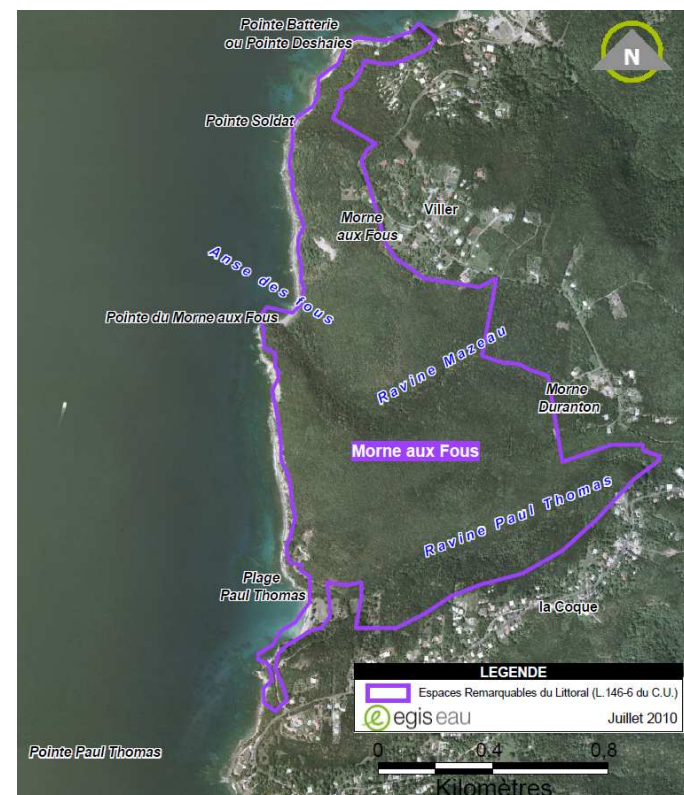 Pointe Batterie
ou Pointe Deshaies
N
Pointe Soldat
Viller
Morne
aux Fous
Anse des fous
Pointe du Morne aux Fous
Ravine Mazeau
Morne
Duranton
Morne aux Fous
Ravine Paul Thomas
Plage
Paul Thomas
la Coque
LEGENDE
Espaces Remarquables du Littoral (L.146-6 du C.U.)
egis eau
Juillet 2010
Pointe Paul Thomas
0 0,4 0,8
Kilomètres